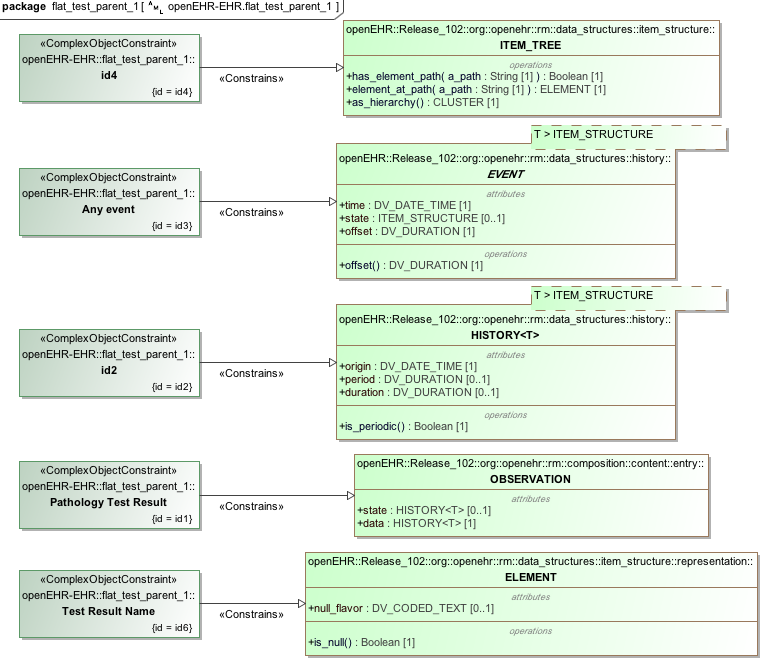 package flat_test_parent_1 [ AML openEHR-EHR.flat_test_parent_1 ]
«ComplexObjectConstraint»
openEHR-EHR::flat_test_parent_1::
id4
{id = id4}
«Constrains»
openEHR::Release_102::org::openehr::rm::data_structures::item_structure::
ITEM_TREE
operations
+has_element_path( a_path : String [1] ) : Boolean [1]
+element_at_path( a_path : String [1] ) : ELEMENT [1]
+as_hierarchy() : CLUSTER [1]
«ComplexObjectConstraint»
openEHR-EHR::flat_test_parent_1::
Any event
{id = id3}
«Constrains»
T > ITEM_STRUCTURE
openEHR::Release_102::org::openehr::rm::data_structures::history::
EVENT
attributes
+time : DV_DATE_TIME [1]
+state : ITEM_STRUCTURE [0..1]
+offset : DV_DURATION [1]
operations
+offset() : DV_DURATION [1]
«ComplexObjectConstraint»
openEHR-EHR::flat_test_parent_1::
id2
{id = id2}
«Constrains»
T > ITEM_STRUCTURE
openEHR::Release_102::org::openehr::rm::data_structures::history::
HISTORY<T>
attributes
+origin : DV_DATE_TIME [1]
+period : DV_DURATION [0..1]
+duration : DV_DURATION [0..1]
operations
+is_periodic() : Boolean [1]
«ComplexObjectConstraint»
openEHR-EHR::flat_test_parent_1::
Pathology Test Result
{id = id1}
«Constrains»
openEHR::Release_102::org::openehr::rm::composition::content::entry::
OBSERVATION
attributes
+state : HISTORY<T> [0..1]
+data : HISTORY<T> [1]
«ComplexObjectConstraint»
openEHR-EHR::flat_test_parent_1::
Test Result Name
{id = id6}
«Constrains»
openEHR::Release_102::org::openehr::rm::data_structures::item_structure::representation::
ELEMENT
attributes
+null_flavor : DV_CODED_TEXT [0..1]
operations
+is_null() : Boolean [1]